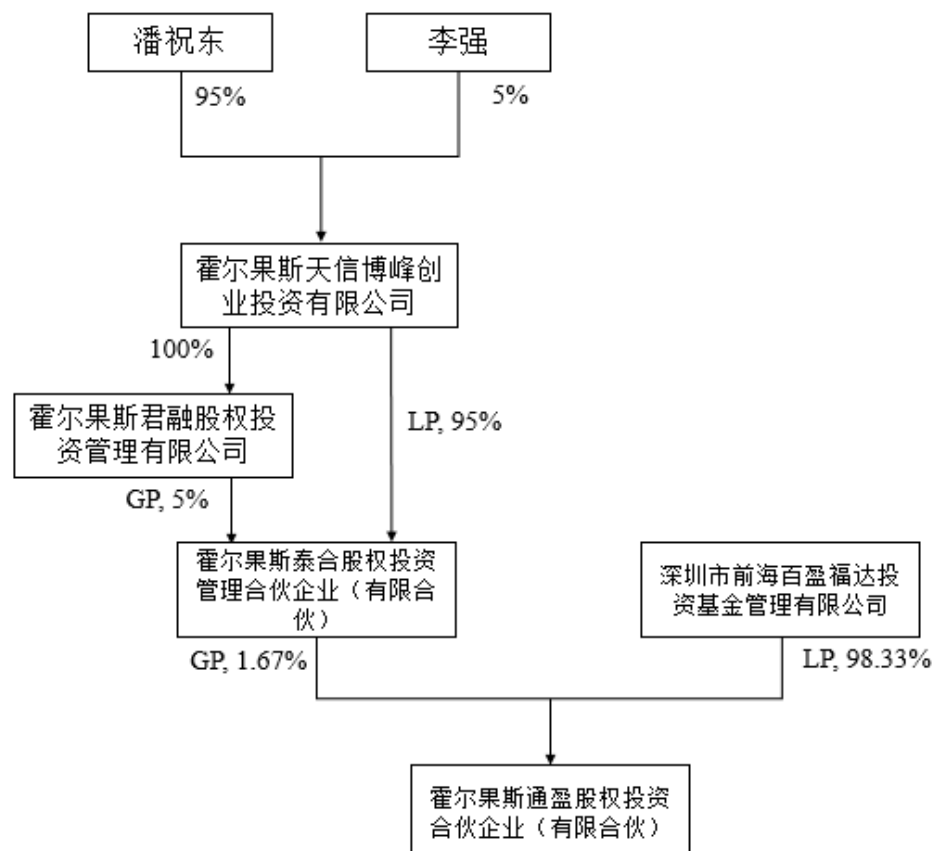 潘祝东
李强
95%
5%
霍尔果斯天信博峰创
业投资有限公司
100%
霍尔果斯君融股权投
资管理有限公司
LP, 95%
GP, 5%
霍尔果斯泰合股权投资
管理合伙企业（有限合
伙）
深圳市前海百盈福达投
资基金管理有限公司
GP, 1.67%
LP, 98.33%
霍尔果斯通盈股权投资
合伙企业（有限合伙）